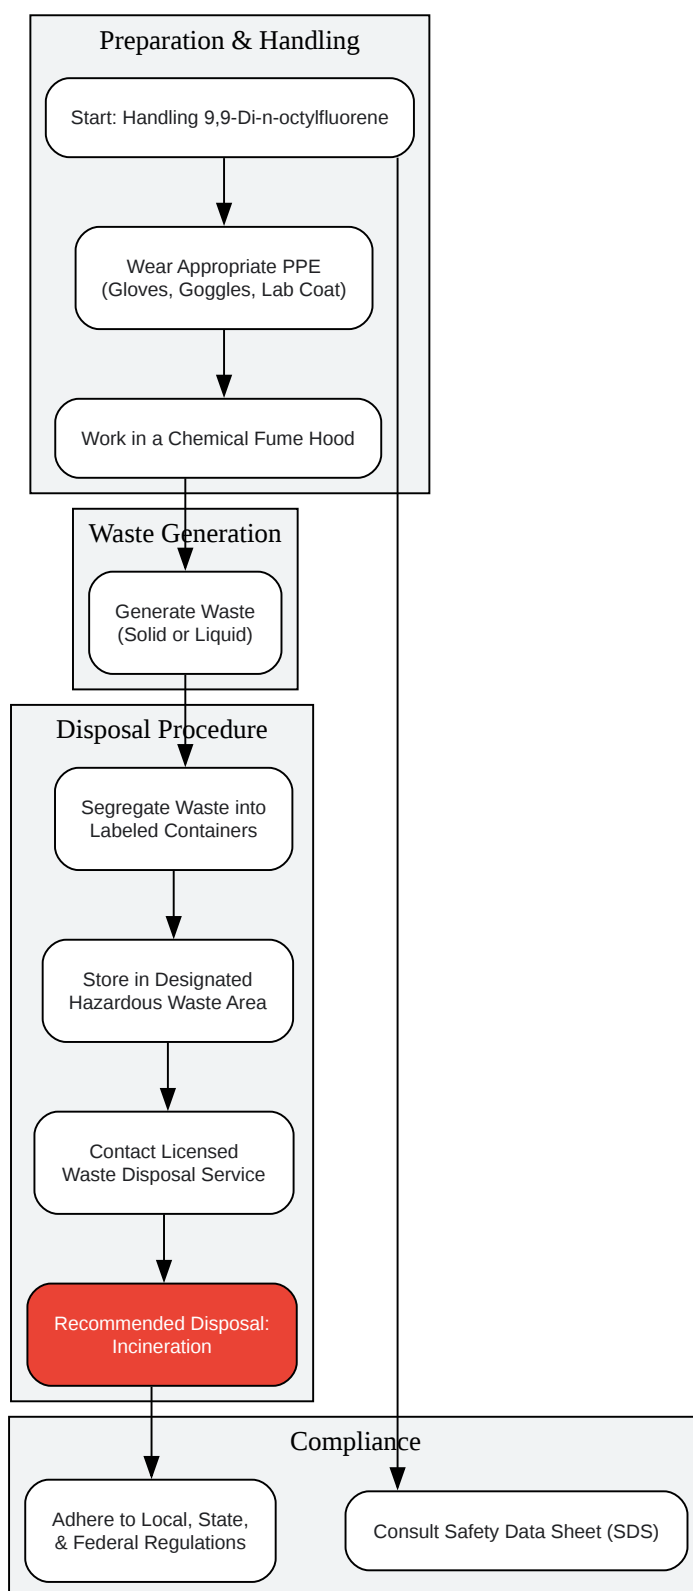 Preparation & Handling
Start: Handling 9,9-Di-n-octylfluorene
Wear Appropriate PPE
(Gloves, Goggles, Lab Coat)
Work in a Chemical Fume Hood
Waste Generation
Generate Waste
(Solid or Liquid)
Disposal Procedure
Segregate Waste into
Labeled Containers
Store in Designated
Hazardous Waste Area
Contact Licensed
Waste Disposal Service
Recommended Disposal:
Incineration
Compliance
Adhere to Local, State,
& Federal Regulations
Consult Safety Data Sheet (SDS)